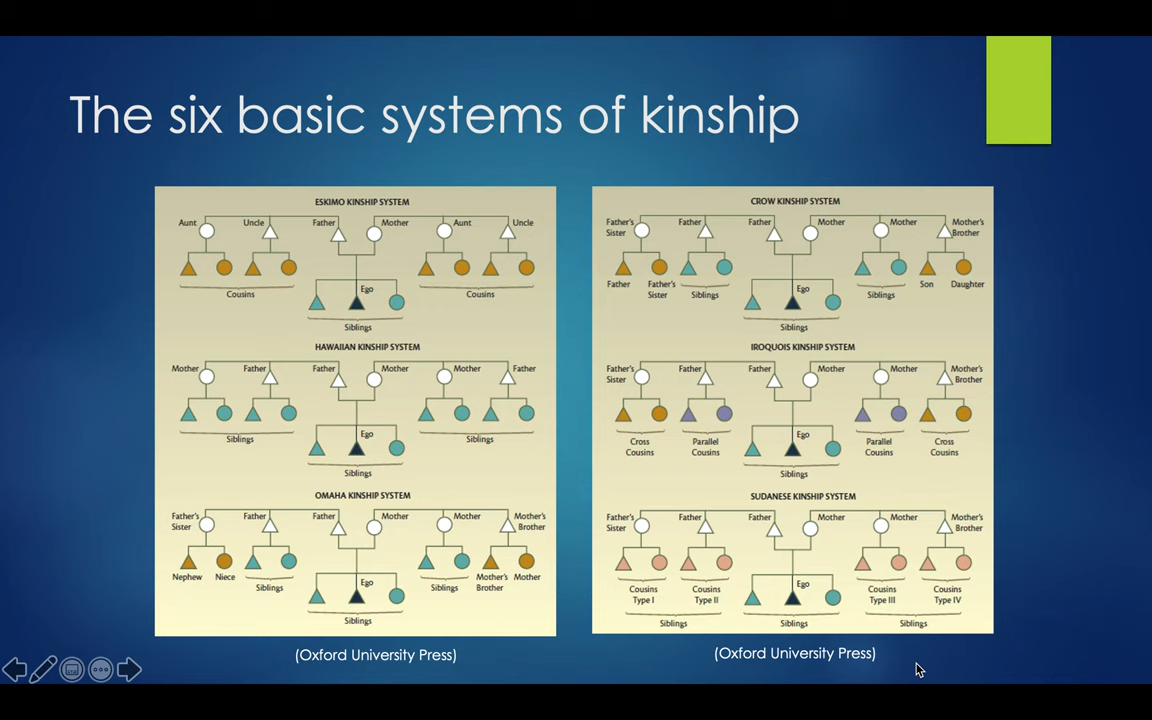 The six basic systems of kinship
ESKIMO KINSHIP SYSTEM
Aunt Uncle Father Mother Aunt Uncle
Ego
Cousins Cousins
Siblings
HAWAIIAN KINSHIP SYSTEM
Mother Father Father Mother Mother Father
Ego
Siblings Siblings
Siblings
OMAHA KINSHIP SYSTEM
Father's Sister Father Father Mother Mother Mother's Brother
Nephew Niece Siblings Ego Siblings Mother's Brother Mother
Siblings
(Oxford University Press)
CROW KINSHIP SYSTEM
Father's Sister Father Father Mother Mother Mother's Brother
Father Father's Sister Siblings Ego Siblings Son Daughter
Siblings
IROQUOIS KINSHIP SYSTEM
Father's Sister Father Father Mother Mother Mother's Brother
Ego
Cross Cousins Parallel Cousins Parallel Cousins Cross Cousins
Siblings
SUDANESE KINSHIP SYSTEM
Father's Sister Father Father Mother Mother Mother's Brother
Ego
Cousins Type I Cousins Type II Cousins Type III Cousins Type IV
Siblings Siblings Siblings
(Oxford University Press)